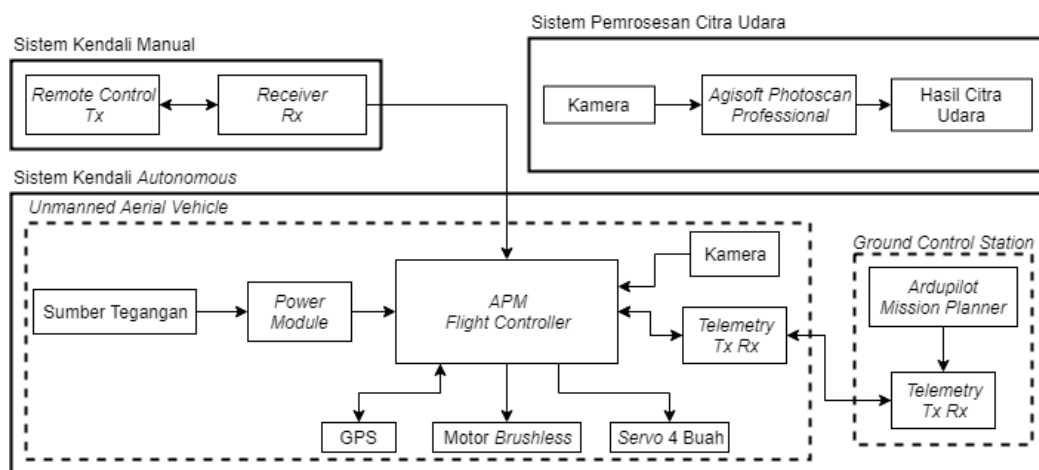 Sistem Kendali Manual
Remote Control
Tx
Receiver
Rx
Sistem Pemrosesan Citra Udara
Kamera
Agisoft Photoscan
Professional
Hasil Citra
Udara
Sistem Kendali Autonomous
Unmanned Aerial Vehicle
Sumber Tegangan
Power
Module
APM
Flight Controller
Kamera
Telemetry
Tx Rx
GPS
Motor Brushless
Servo 4 Buah
Ground Control Station
Ardupilot
Mission Planner
Telemetry
Tx Rx